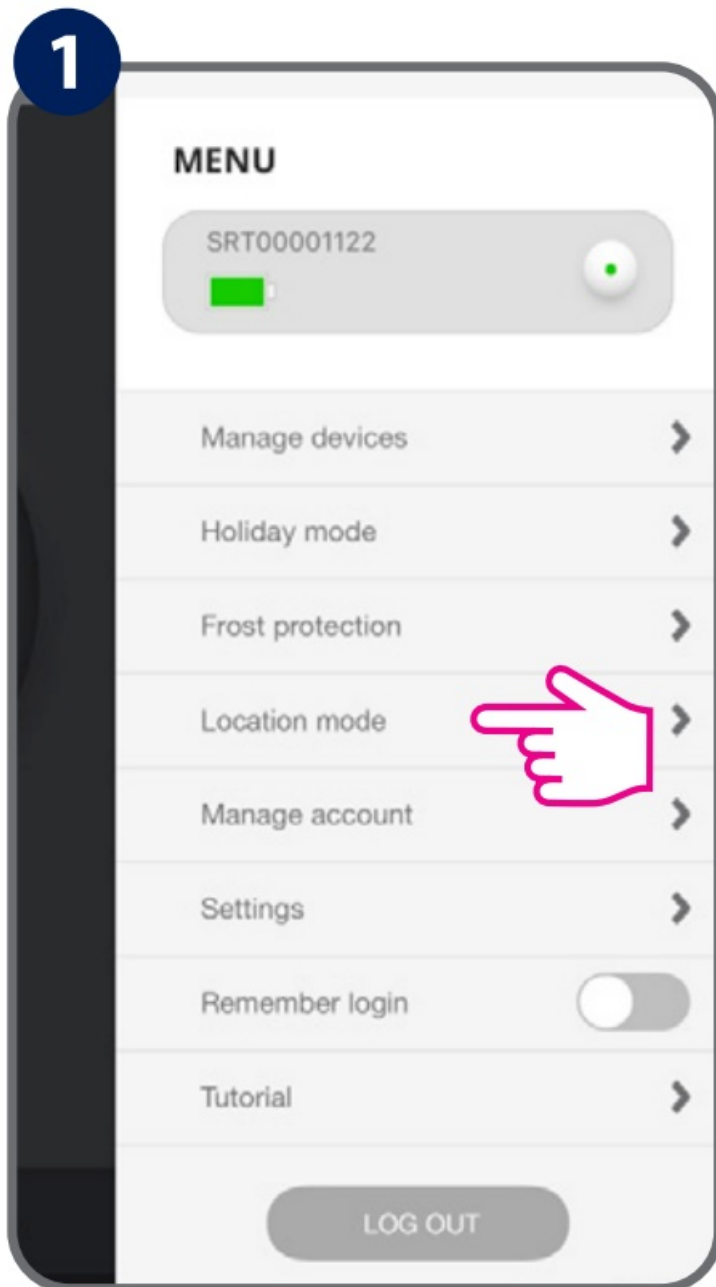 1
MENU
SRT00001122
Manage devices
Holiday mode
Frost protection
Location mode
Manage account
Settings
Remember login
Tutorial
LOG OUT